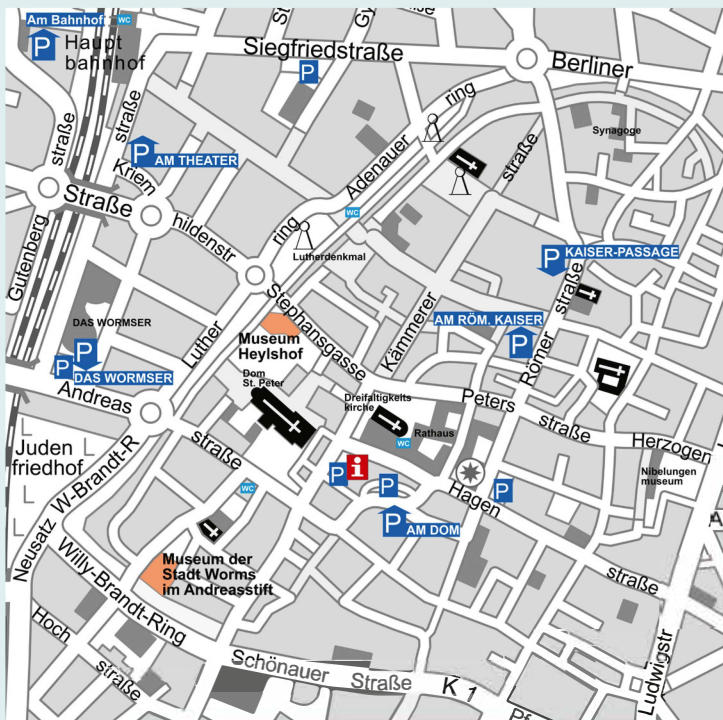 Am Bahnhof
WC
P
Haupt
bahnhof
St
Gy
Siegfriedstraße
P
Berliner
ring
straße
straße
Synagoge
P
AM THEATER
Kriem
Adenauer
straße
Straße
hildenstr
WC
ring
Lutherdenkmal
P
KAISER-PASSAGE
straße
Gutenberg
Stephansgasse
Kämmerer
AM RÖM. KAISER
P
DAS WORMSER
Luther
Museum
Heylshof
Römer
P
P
DAS WORMSER
Dom
St. Peter
Andreas
Dreifaltigkeits
kirche
Peters
straße
Rathaus
WC
Herzogen
Juden
friedhof
W-Brandt-R
straße
P
i
P
P
Nibelungen
museum
WC
Hagen
straße
P
AM DOM
A
Neusatz
Willy-Brandt-Ring
Museum der
Stadt Worms
im Andreasstift
Hoch
straße
Schönauer Straße
K 1
Ludwigstr
Pf